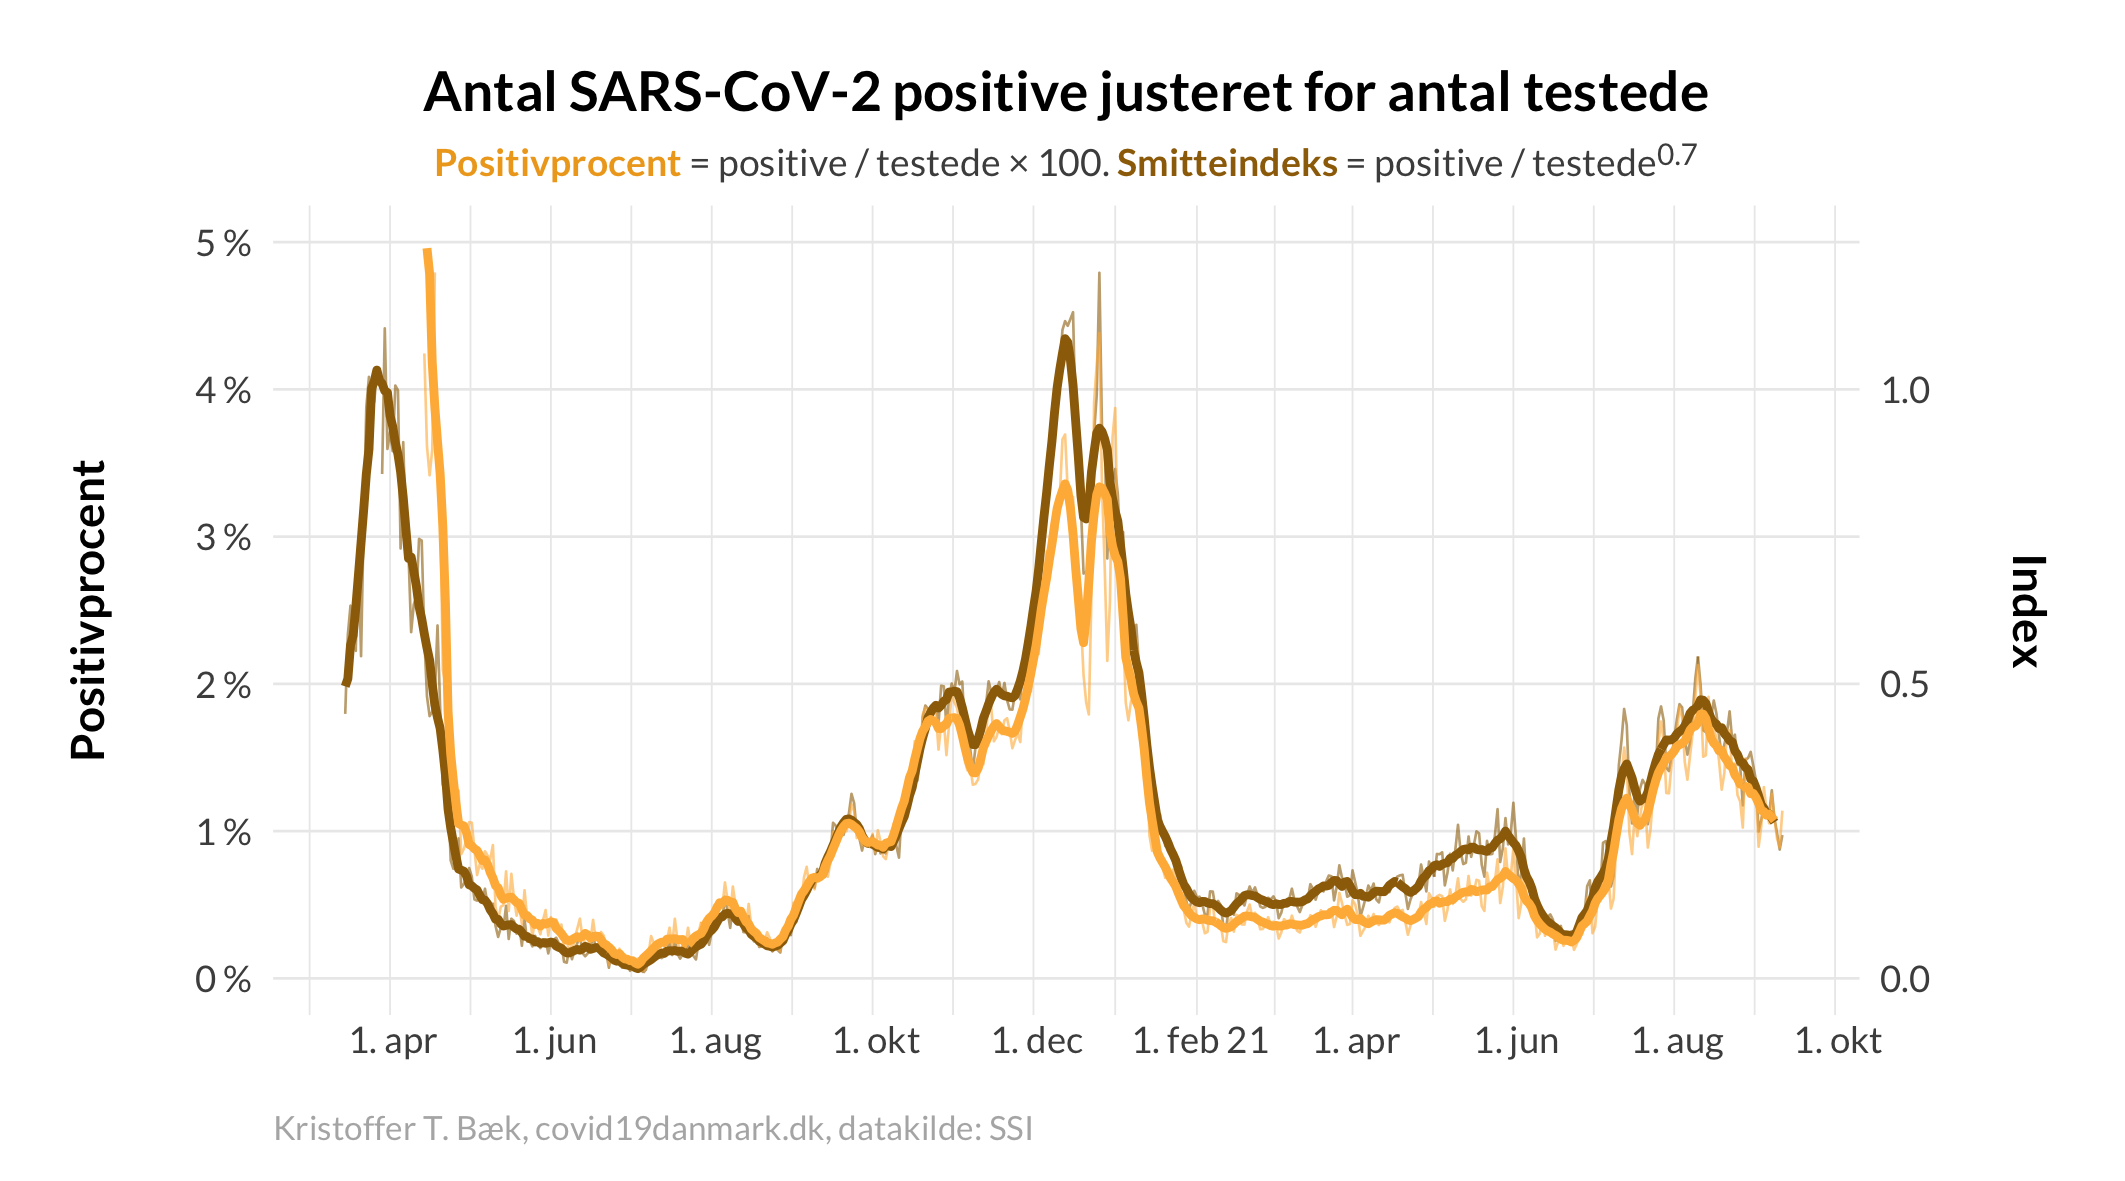 Antal SARS-CoV-2 positive justeret for antal testede
Positivprocent = positive / testede × 100. Smitteindeks = positive / testede^0.7
5 %
4 %
3 %
2 %
1 %
0 %
Positivprocent
1.0
0.5
0.0
Index
1. apr
1. jun
1. aug
1. okt
1. dec
1. feb 21
1. apr
1. jun
1. aug
1. okt
Kristoffer T. Bæk, covid19danmark.dk, datakilde: SSI